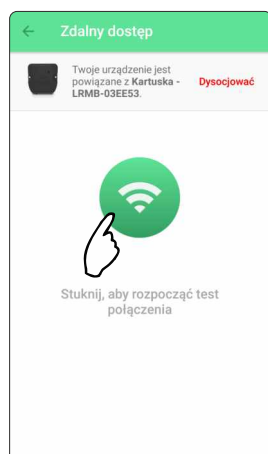 Zdalny dostęp
Twoje urządzenie jest
powiązane z Kartuska -
LRMB-03EE53.
Dysocjować
Stuknij, aby rozpocząć test
połączenia